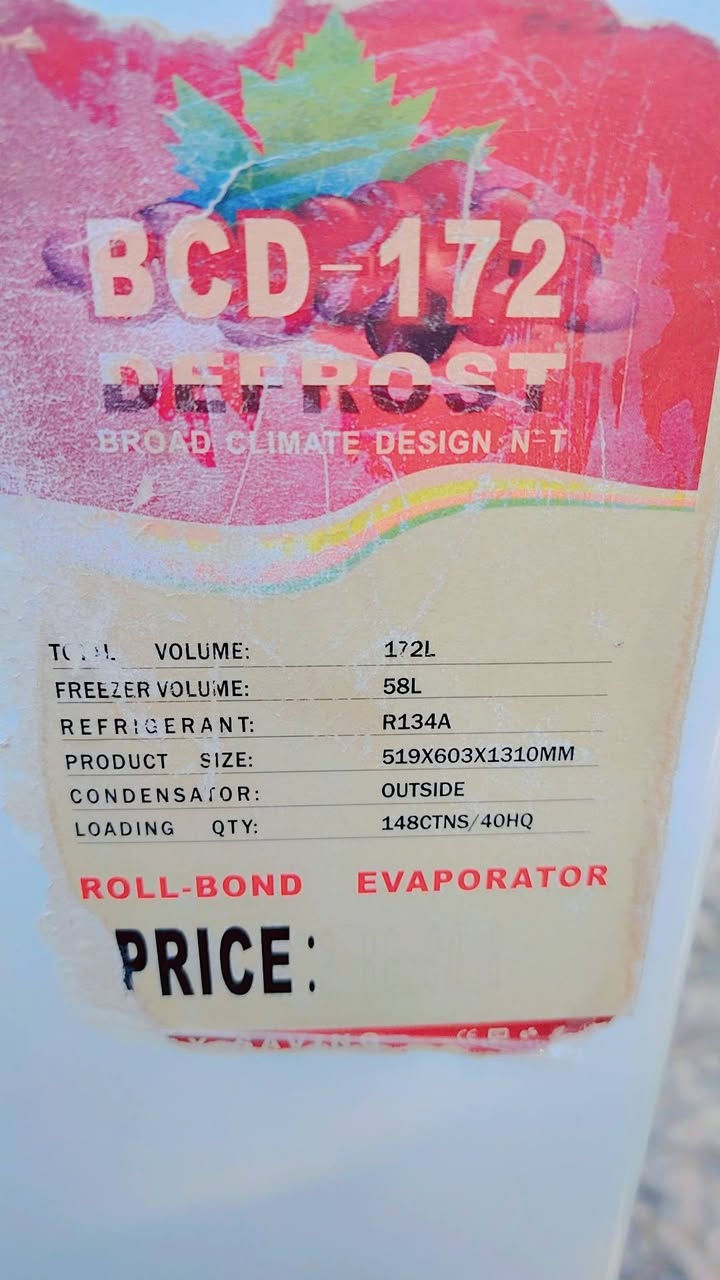 BCD-172
DEFROST
BROAD CLIMATE DESIGN N-T
VOLUME: 172L
FREEZER VOLUME: 58L
REFRIGERANT: R134A
PRODUCT SIZE: 519X603X1310MM
CONDENSATOR: OUTSIDE
LOADING QTY: 148CTNS/40HQ
ROLL-BOND EVAPORATOR
PRICE: